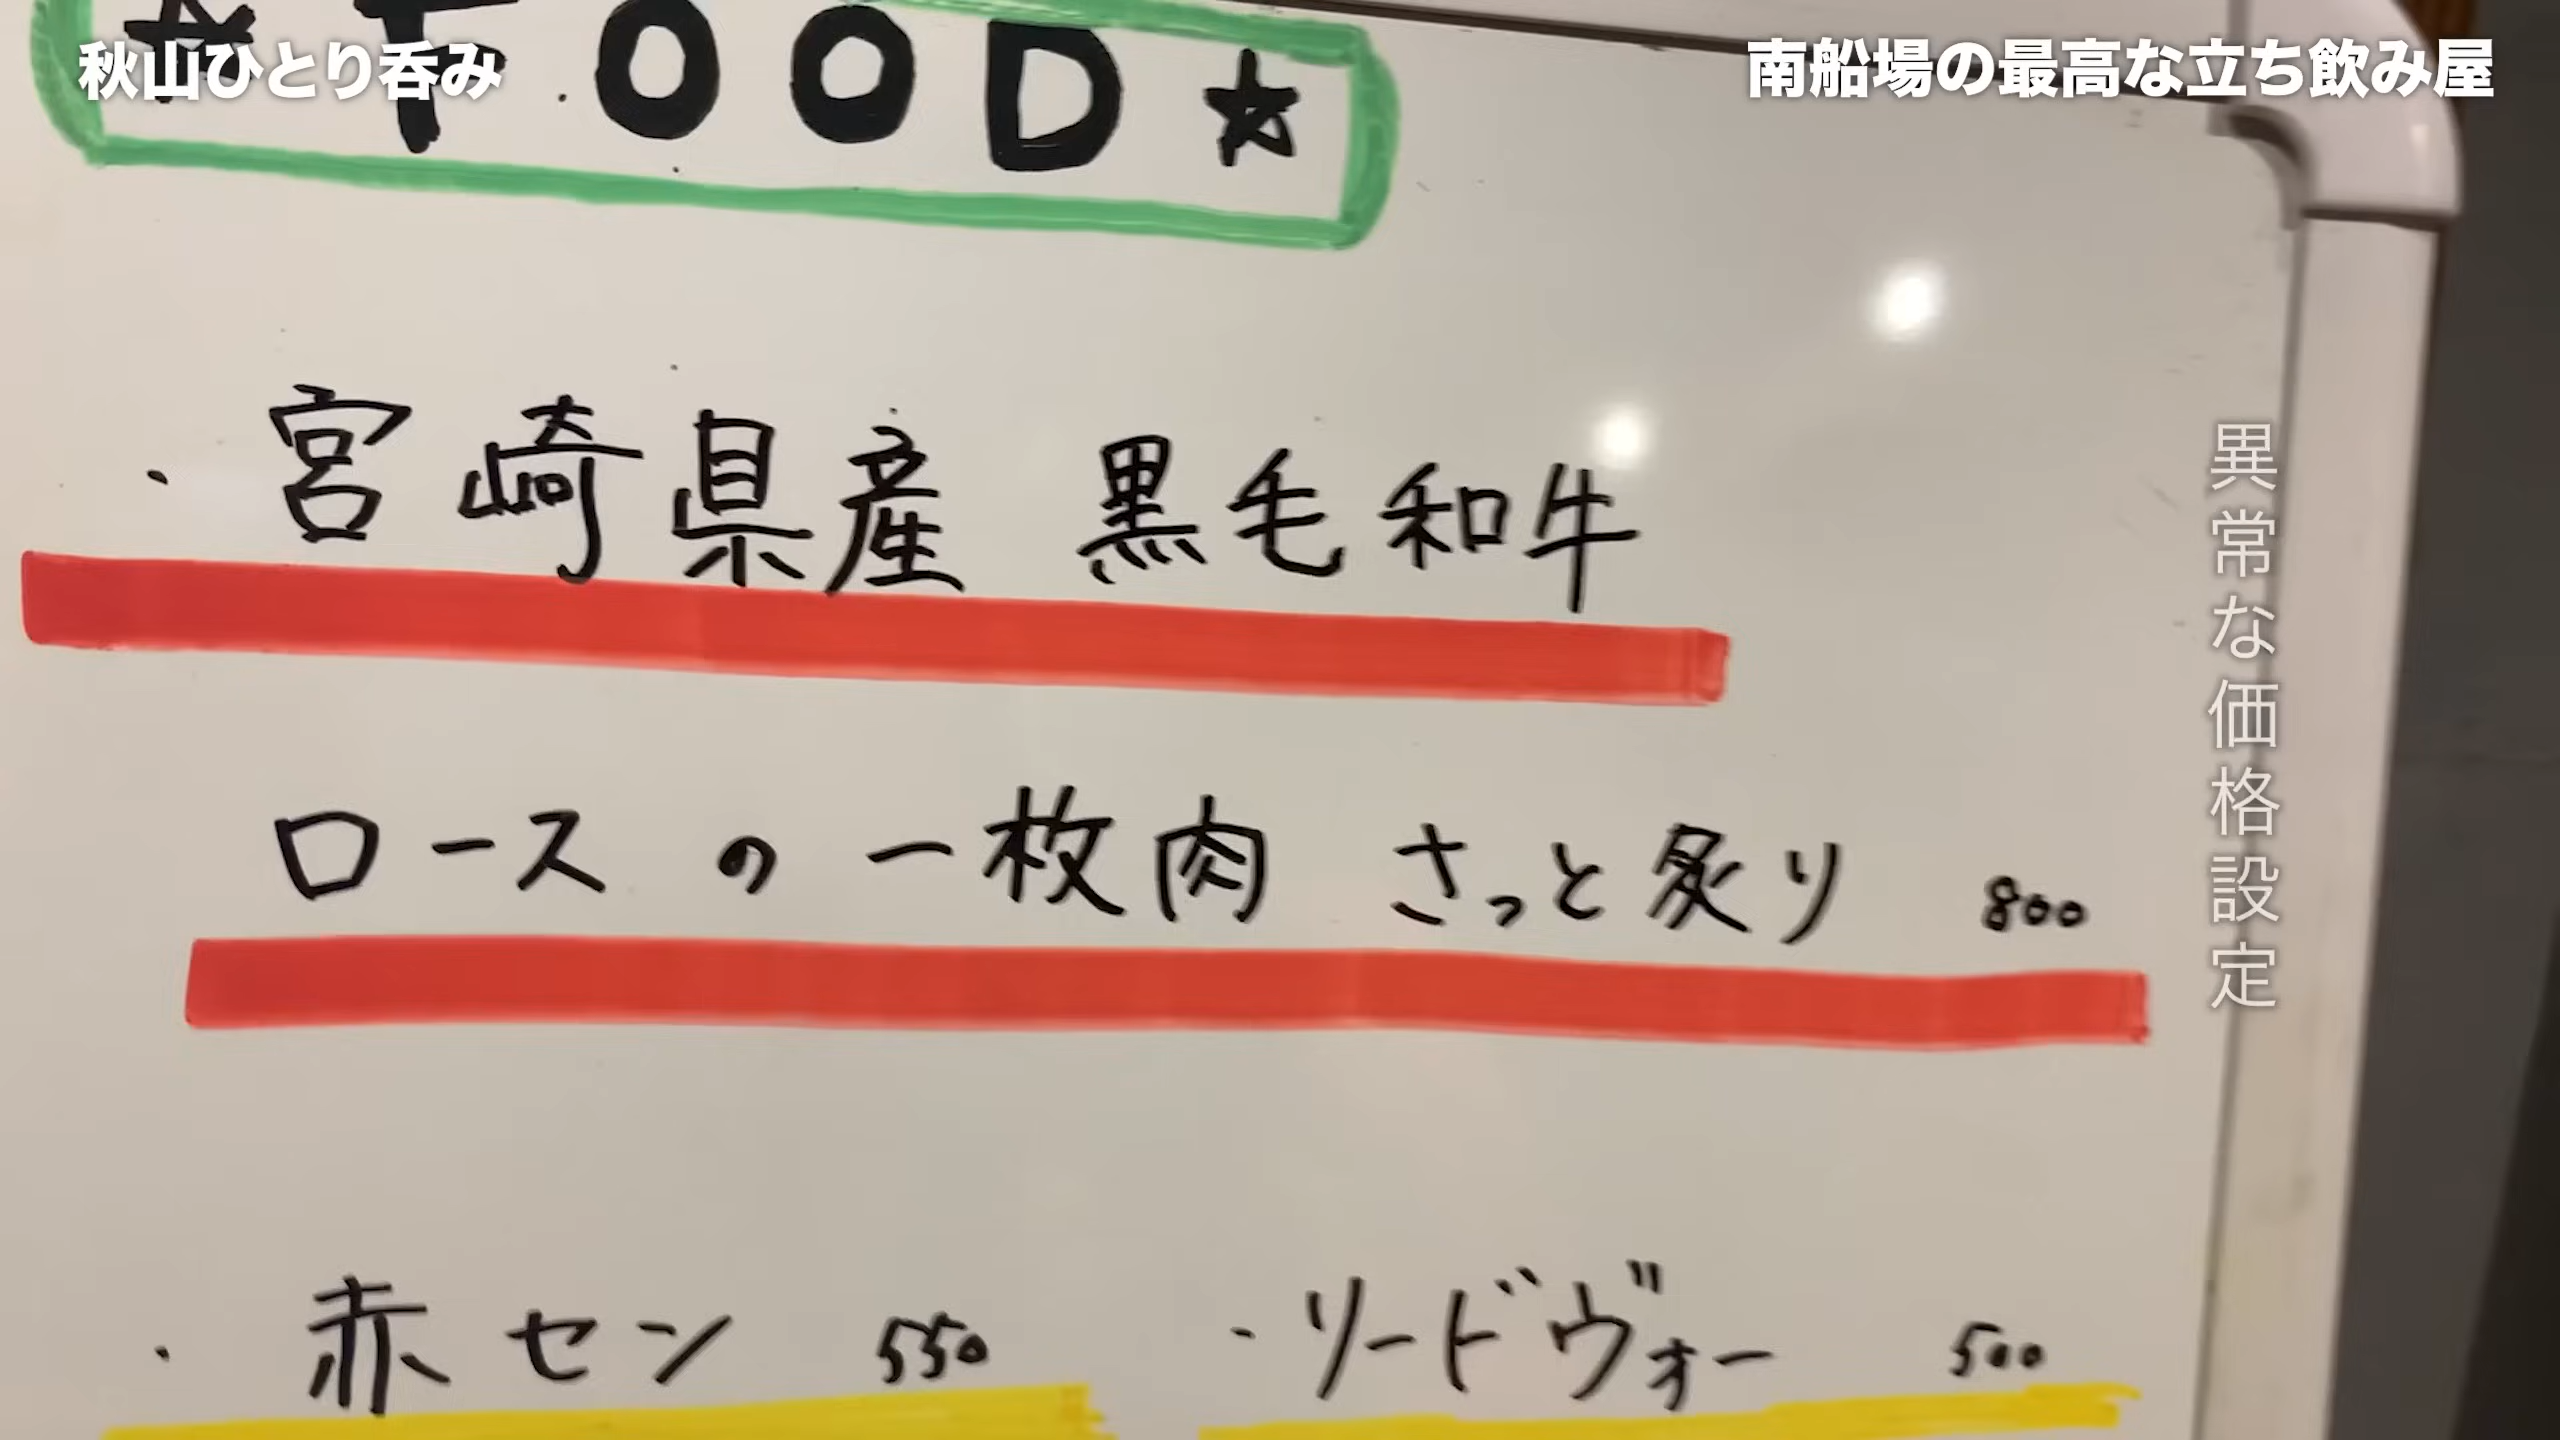 秋山ひとり呑み
南船場の最高な立ち飲み屋
★FOOD★
・宮崎県産 黒毛和牛
ロースの一枚肉 さっと炙り 800
・赤セン 550
・リードヴォー 500
異常な価格設定